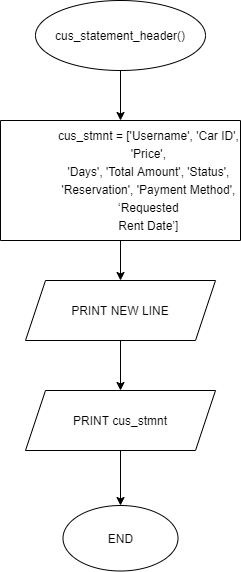 cus_statement_header()
cus_stmnt = ['Username', 'Car ID',
'Price',
'Days', 'Total Amount', 'Status',
'Reservation', 'Payment Method',
‘Requested
Rent Date’]
PRINT NEW LINE
PRINT cus_stmnt
END